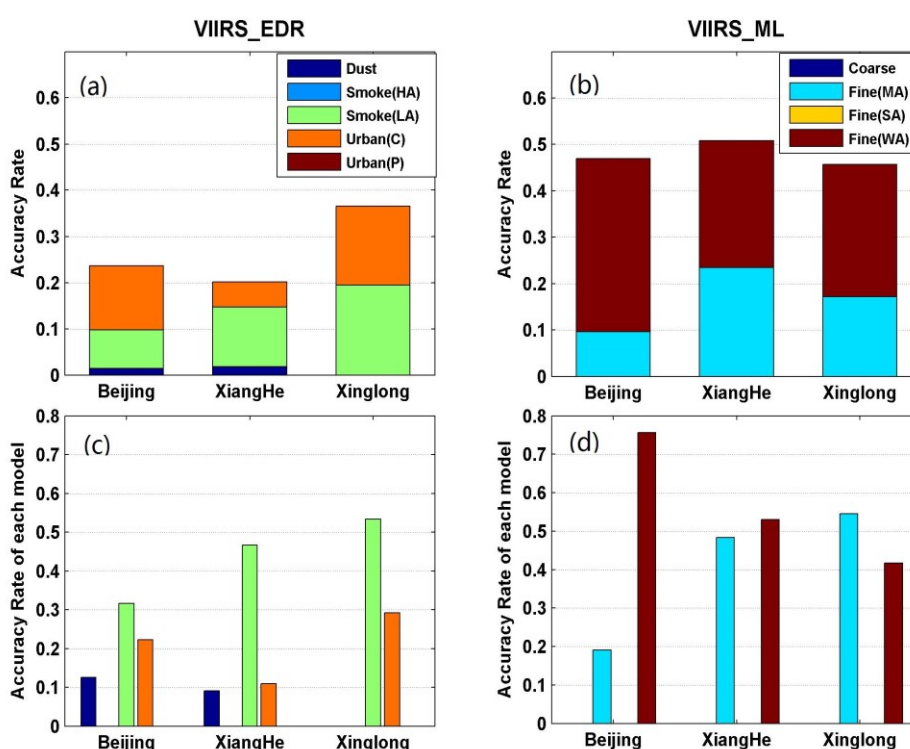 VIIRS_EDR
VIIRS_ML
(a)
Dust
Smoke(HA)
Smoke(LA)
Urban(C)
Urban(P)
Accuracy Rate
0.6
0.5
0.4
0.3
0.2
0.1
0
Beijing
XiangHe
Xinglong
(b)
Coarse
Fine(MA)
Fine(SA)
Fine(WA)
Accuracy Rate
0.6
0.5
0.4
0.3
0.2
0.1
0
Beijing
XiangHe
Xinglong
(c)
Accuracy Rate of each model
0.8
0.7
0.6
0.5
0.4
0.3
0.2
0.1
0
Beijing
XiangHe
Xinglong
(d)
Accuracy Rate of each model
0.8
0.7
0.6
0.5
0.4
0.3
0.2
0.1
0
Beijing
XiangHe
Xinglong